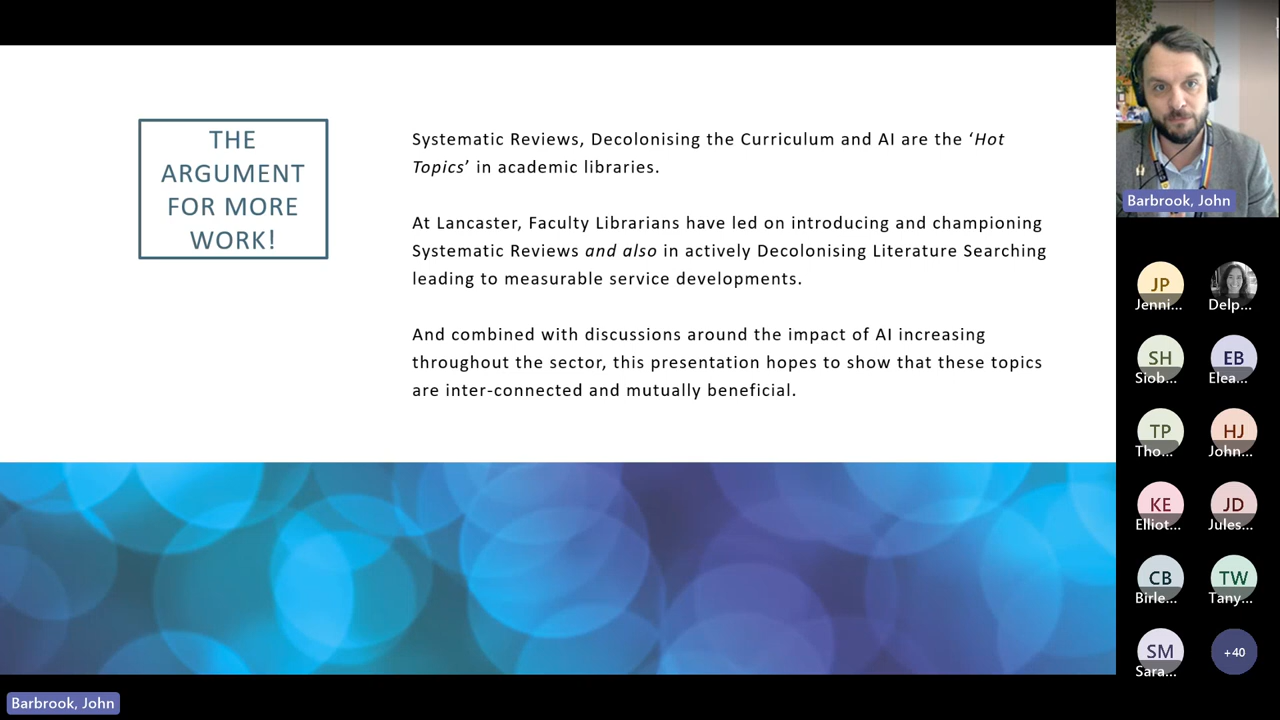 THE
ARGUMENT
FOR MORE
WORK!
Systematic Reviews, Decolonising the Curriculum and AI are the ‘Hot
Topics’ in academic libraries.
At Lancaster, Faculty Librarians have led on introducing and championing
Systematic Reviews and also in actively Decolonising Literature Searching
leading to measurable service developments.
And combined with discussions around the impact of AI increasing
throughout the sector, this presentation hopes to show that these topics
are inter-connected and mutually beneficial.
Barbrook, John
JP
Jenni...
Delp...
SH
Siob...
EB
Elea...
TP
Tho...
HJ
John...
KE
Elliot...
JD
Jules...
CB
Birle...
TW
Tany...
SM
Sara...
+40
Barbrook, John